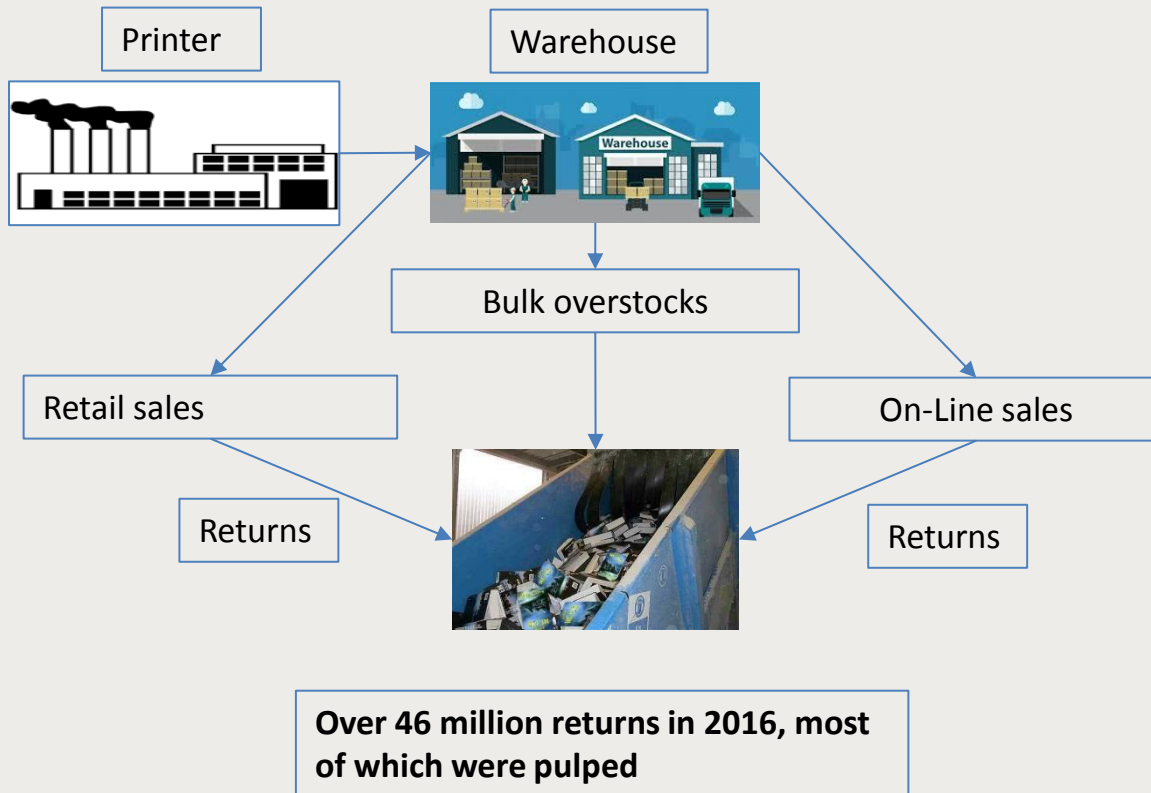 Printer
Warehouse
Warehouse
Bulk overstocks
Retail sales
On-Line sales
Returns
Returns
Over 46 million returns in 2016, most
of which were pulped